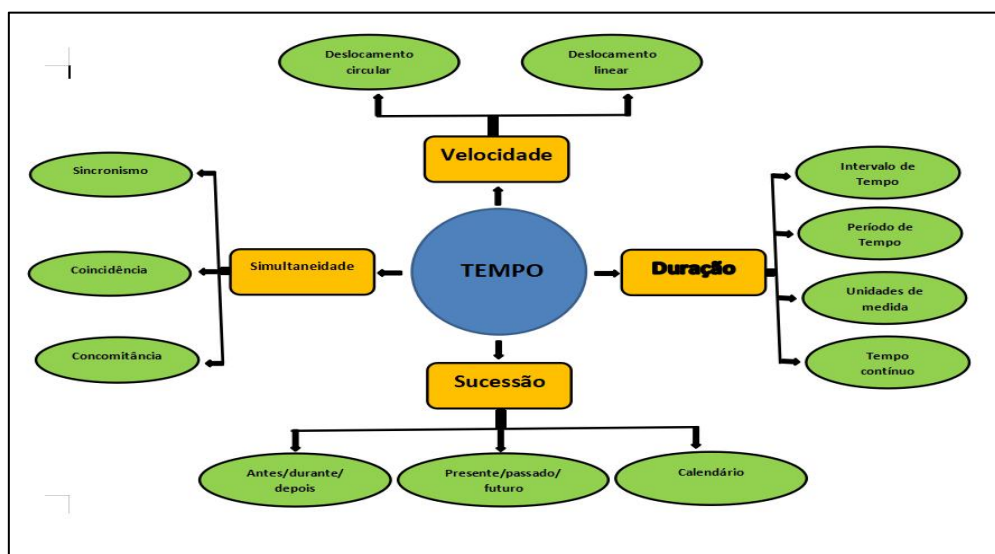 Deslocamento
circular
Deslocamento
linear
Velocidade
Sincronismo
Coincidência
Concomitância
Simultaneidade
TEMPO
Duração
Intervalo de
Tempo
Período de
Tempo
Unidades de
medida
Tempo
contínuo
Sucessão
Antes/durante/
depois
Presente/passado/
futuro
Calendário